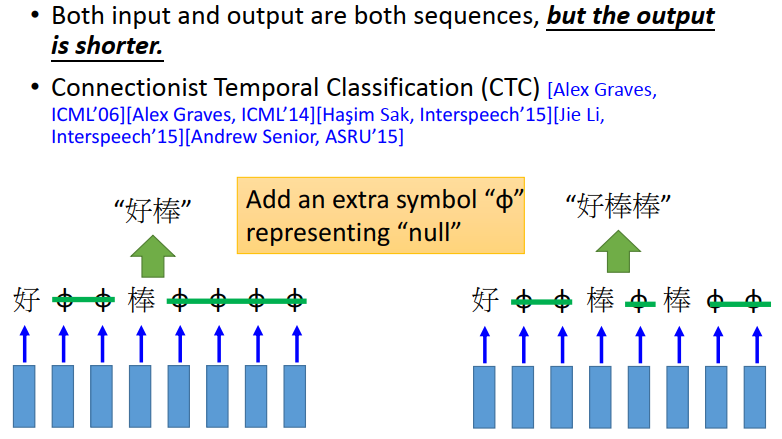 • Both input and output are both sequences, but the output
is shorter.
• Connectionist Temporal Classification (CTC) [Alex Graves,
ICML’06][Alex Graves, ICML’14][Haşim Sak, Interspeech’15][Jie Li,
Interspeech’15][Andrew Senior, ASRU’15]
“好棒”
Add an extra symbol “ϕ”
representing “null”
“好棒棒”
好 ϕ ϕ 棒 ϕ ϕ ϕ ϕ
好 ϕ ϕ 棒 ϕ 棒 ϕ ϕ